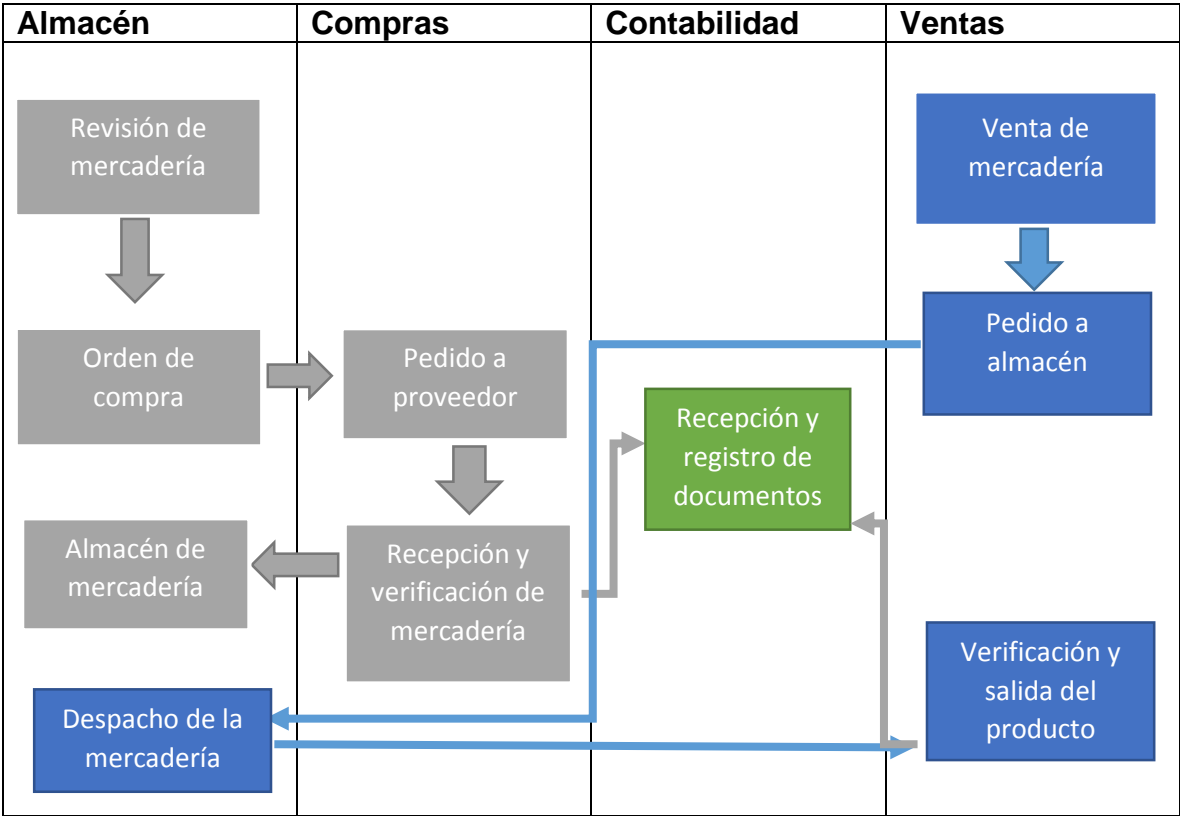 Almacén
Compras
Contabilidad
Ventas
Revisión de
mercadería
Venta de
mercadería
Orden de
compra
Pedido a
proveedor
Pedido a
almacén
Recepción y
registro de
documentos
Almacén de
mercadería
Recepción y
verificación de
mercadería
Despacho de la
mercadería
Verificación y
salida del
producto